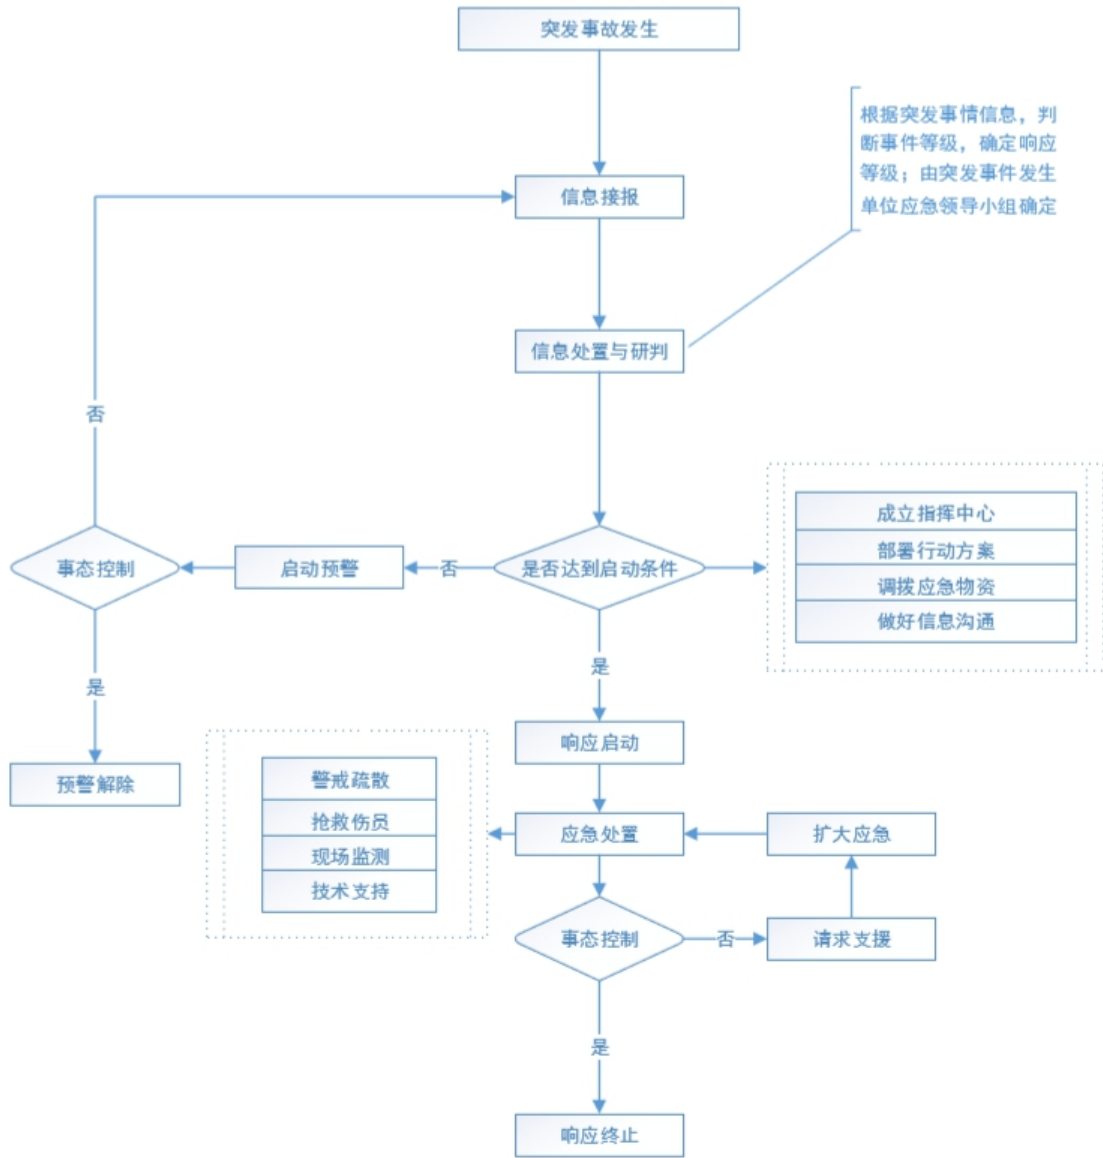 突发事故发生
根据突发事情信息，判
断事件等级，确定响应
等级；由突发事件发生
单位应急领导小组确定
信息接报
信息处置与研判
否
成立指挥中心
部署行动方案
调拨应急物资
做好信息沟通
事态控制
启动预警
否
是否达到启动条件
是
是
响应启动
预警解除
警戒疏散
抢救伤员
现场监测
技术支持
应急处置
扩大应急
事态控制
否
请求支援
是
响应终止